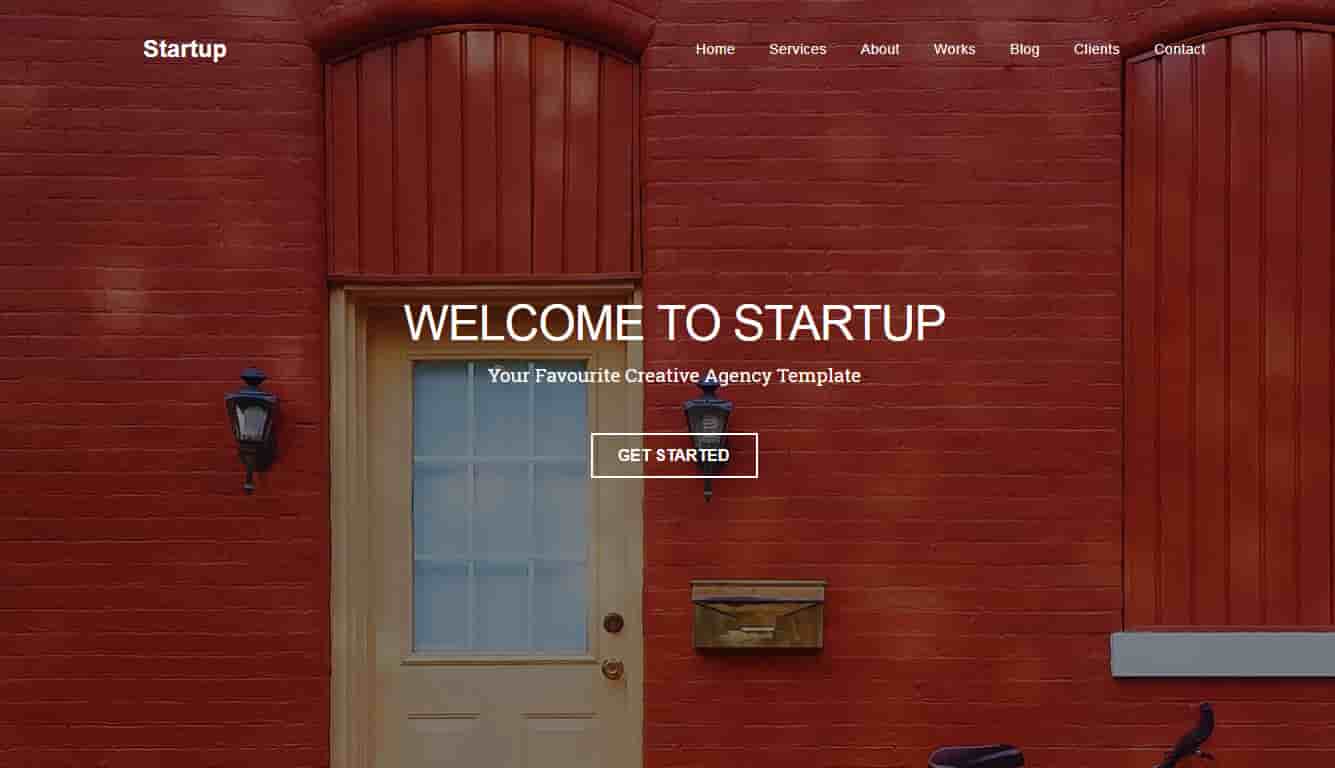 Startup
Home Services About Works Blog Clients Contact
WELCOME TO STARTUP
Your Favourite Creative Agency Template
GET STARTED